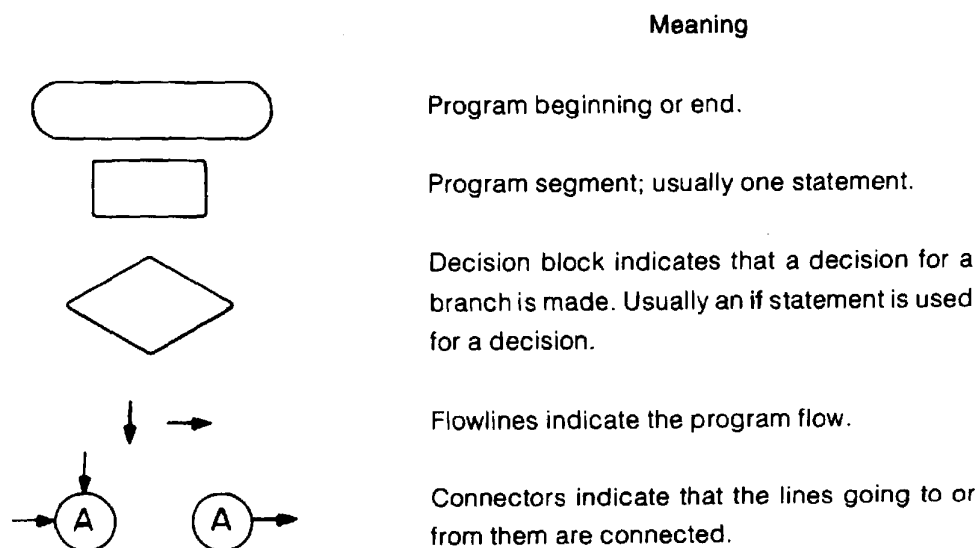 Meaning
Program beginning or end.
Program segment; usually one statement.
Decision block indicates that a decision for a
branch is made. Usually an if statement is used
for a decision.
Flowlines indicate the program flow.
A A
Connectors indicate that the lines going to or
from them are connected.